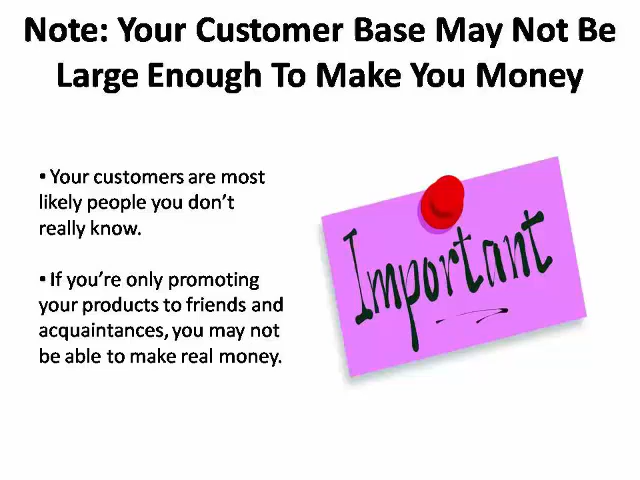 Note: Your Customer Base May Not Be
Large Enough To Make You Money
▪ Your customers are most
likely people you don't
really know.
▪ If you're only promoting
your products to friends and
acquaintances, you may not
be able to make real money.
Important